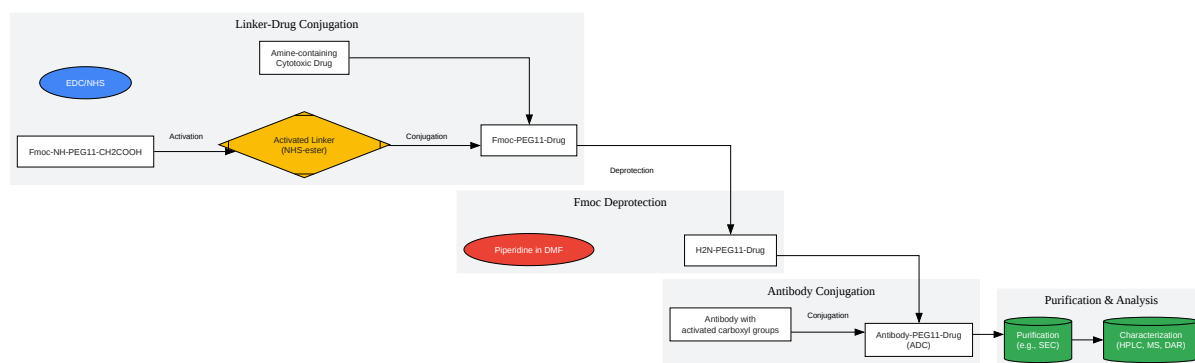 Linker-Drug Conjugation
Amine-containing
Cytotoxic Drug
EDC/NHS
Fmoc-NH-PEG11-CH2COOH
Activation
Activated Linker
(NHS-ester)
Conjugation
Fmoc-PEG11-Drug
Deprotection
Fmoc Deprotection
Piperidine in DMF
H2N-PEG11-Drug
Antibody Conjugation
Antibody with
activated carboxyl groups
Conjugation
Antibody-PEG11-Drug
(ADC)
Purification & Analysis
Purification
(e.g., SEC)
Characterization
(HPLC, MS, DAR)